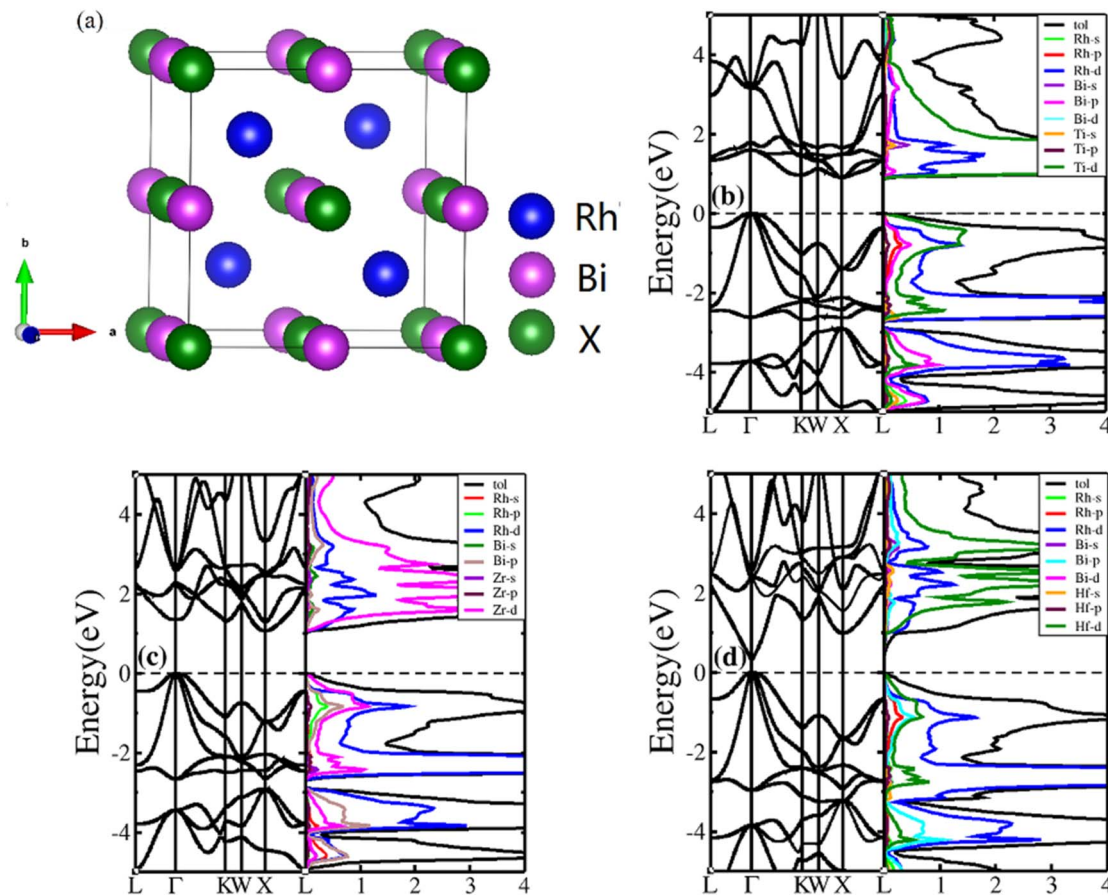 (a)
b
a
Rh
Bi
X
Energy(eV)
4
2
0
-2
-4
(b)
L Γ K W X L 1 2 3 4
tol
Rh-s
Rh-p
Rh-d
Bi-s
Bi-p
Bi-d
Ti-s
Ti-p
Ti-d
Energy(eV)
4
2
0
-2
-4
(c)
L Γ K W X L 1 2 3 4
tol
Rh-s
Rh-p
Rh-d
Bi-s
Bi-p
Zr-s
Zr-p
Zr-d
Energy(eV)
4
2
0
-2
-4
(d)
L Γ K W X L 1 2 3 4
tol
Rh-s
Rh-p
Rh-d
Bi-s
Bi-p
Bi-d
Hf-s
Hf-p
Hf-d